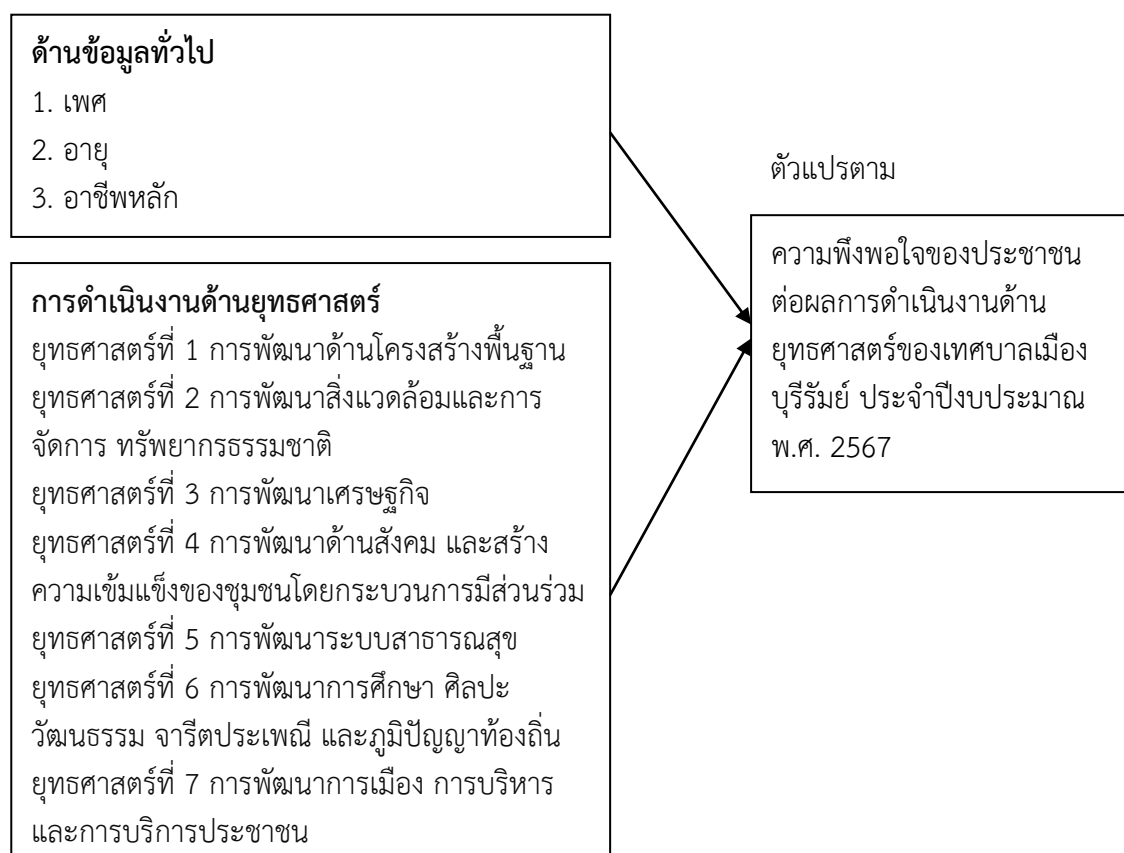 ด้านข้อมูลทั่วไป
1. เพศ
2. อายุ
3. อาชีพหลัก
การดำเนินงานด้านยุทธศาสตร์
ยุทธศาสตร์ที่ 1 การพัฒนาด้านโครงสร้างพื้นฐาน
ยุทธศาสตร์ที่ 2 การพัฒนาสิ่งแวดล้อมและการ
จัดการ ทรัพยากรธรรมชาติ
ยุทธศาสตร์ที่ 3 การพัฒนาเศรษฐกิจ
ยุทธศาสตร์ที่ 4 การพัฒนาด้านสังคม และสร้าง
ความเข้มแข็งของชุมชนโดยกระบวนการมีส่วนร่วม
ยุทธศาสตร์ที่ 5 การพัฒนาระบบสาธารณสุข
ยุทธศาสตร์ที่ 6 การพัฒนาการศึกษา ศิลปะ
วัฒนธรรม จารีตประเพณี และภูมิปัญญาท้องถิ่น
ยุทธศาสตร์ที่ 7 การพัฒนาการเมือง การบริหาร
และการบริการประชาชน
ตัวแปรตาม
ความพึงพอใจของประชาชน
ต่อผลการดำเนินงานด้าน
ยุทธศาสตร์ของเทศบาลเมือง
บุรีรัมย์ ประจำปีงบประมาณ
พ.ศ. 2567